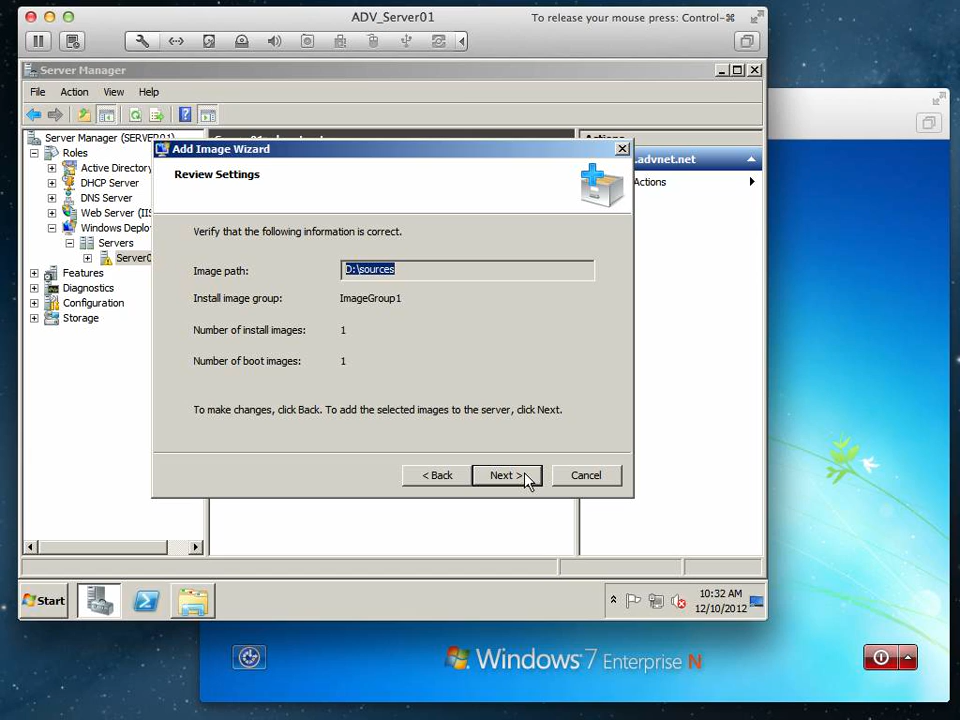 ADV_Server01
To release your mouse press: Control-⌘
Server Manager
File Action View Help
Server Manager (SERVER01)
Roles
Active Directory
DHCP Server
DNS Server
Web Server (IIS
Windows Deplo
Servers
Server0
Features
Diagnostics
Configuration
Storage
Actions
.advnet.net
Actions
Add Image Wizard
Review Settings
Verify that the following information is correct.
Image path: D:\sources
Install image group: ImageGroup1
Number of install images: 1
Number of boot images: 1
To make changes, click Back. To add the selected images to the server, click Next.
< Back Next > Cancel
Start
10:32 AM
12/10/2012
Windows 7 Enterprise N